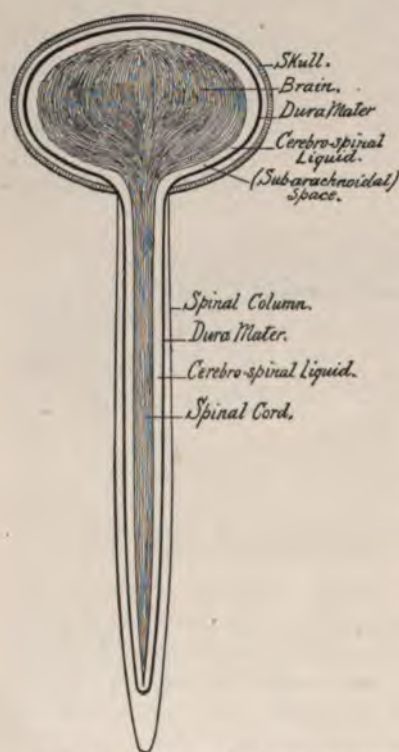 Skull.
Brain.
Dura Mater
Cerebro-spinal
Liquid.
(Subarachnoidal)
Space.
Spinal Column.
Dura Mater.
Cerebro-spinal Liquid.
Spinal Cord.